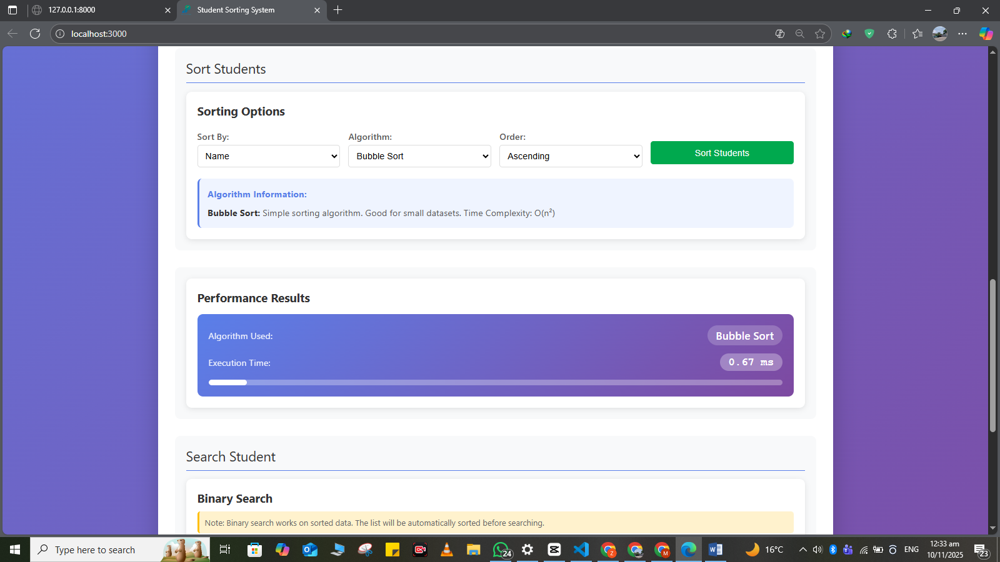 127.0.0.1:8000
Student Sorting System
localhost:3000
Sort Students
Sorting Options
Sort By:
Algorithm:
Order:
Name
Bubble Sort
Ascending
Sort Students
Algorithm Information:
Bubble Sort: Simple sorting algorithm. Good for small datasets. Time Complexity: O(n²)
Performance Results
Algorithm Used:
Bubble Sort
Execution Time:
0.67 ms
Search Student
Binary Search
Note: Binary search works on sorted data. The list will be automatically sorted before searching.
Type here to search
24
Z
M
16°C
ENG
12:33 am
10/11/2025
23